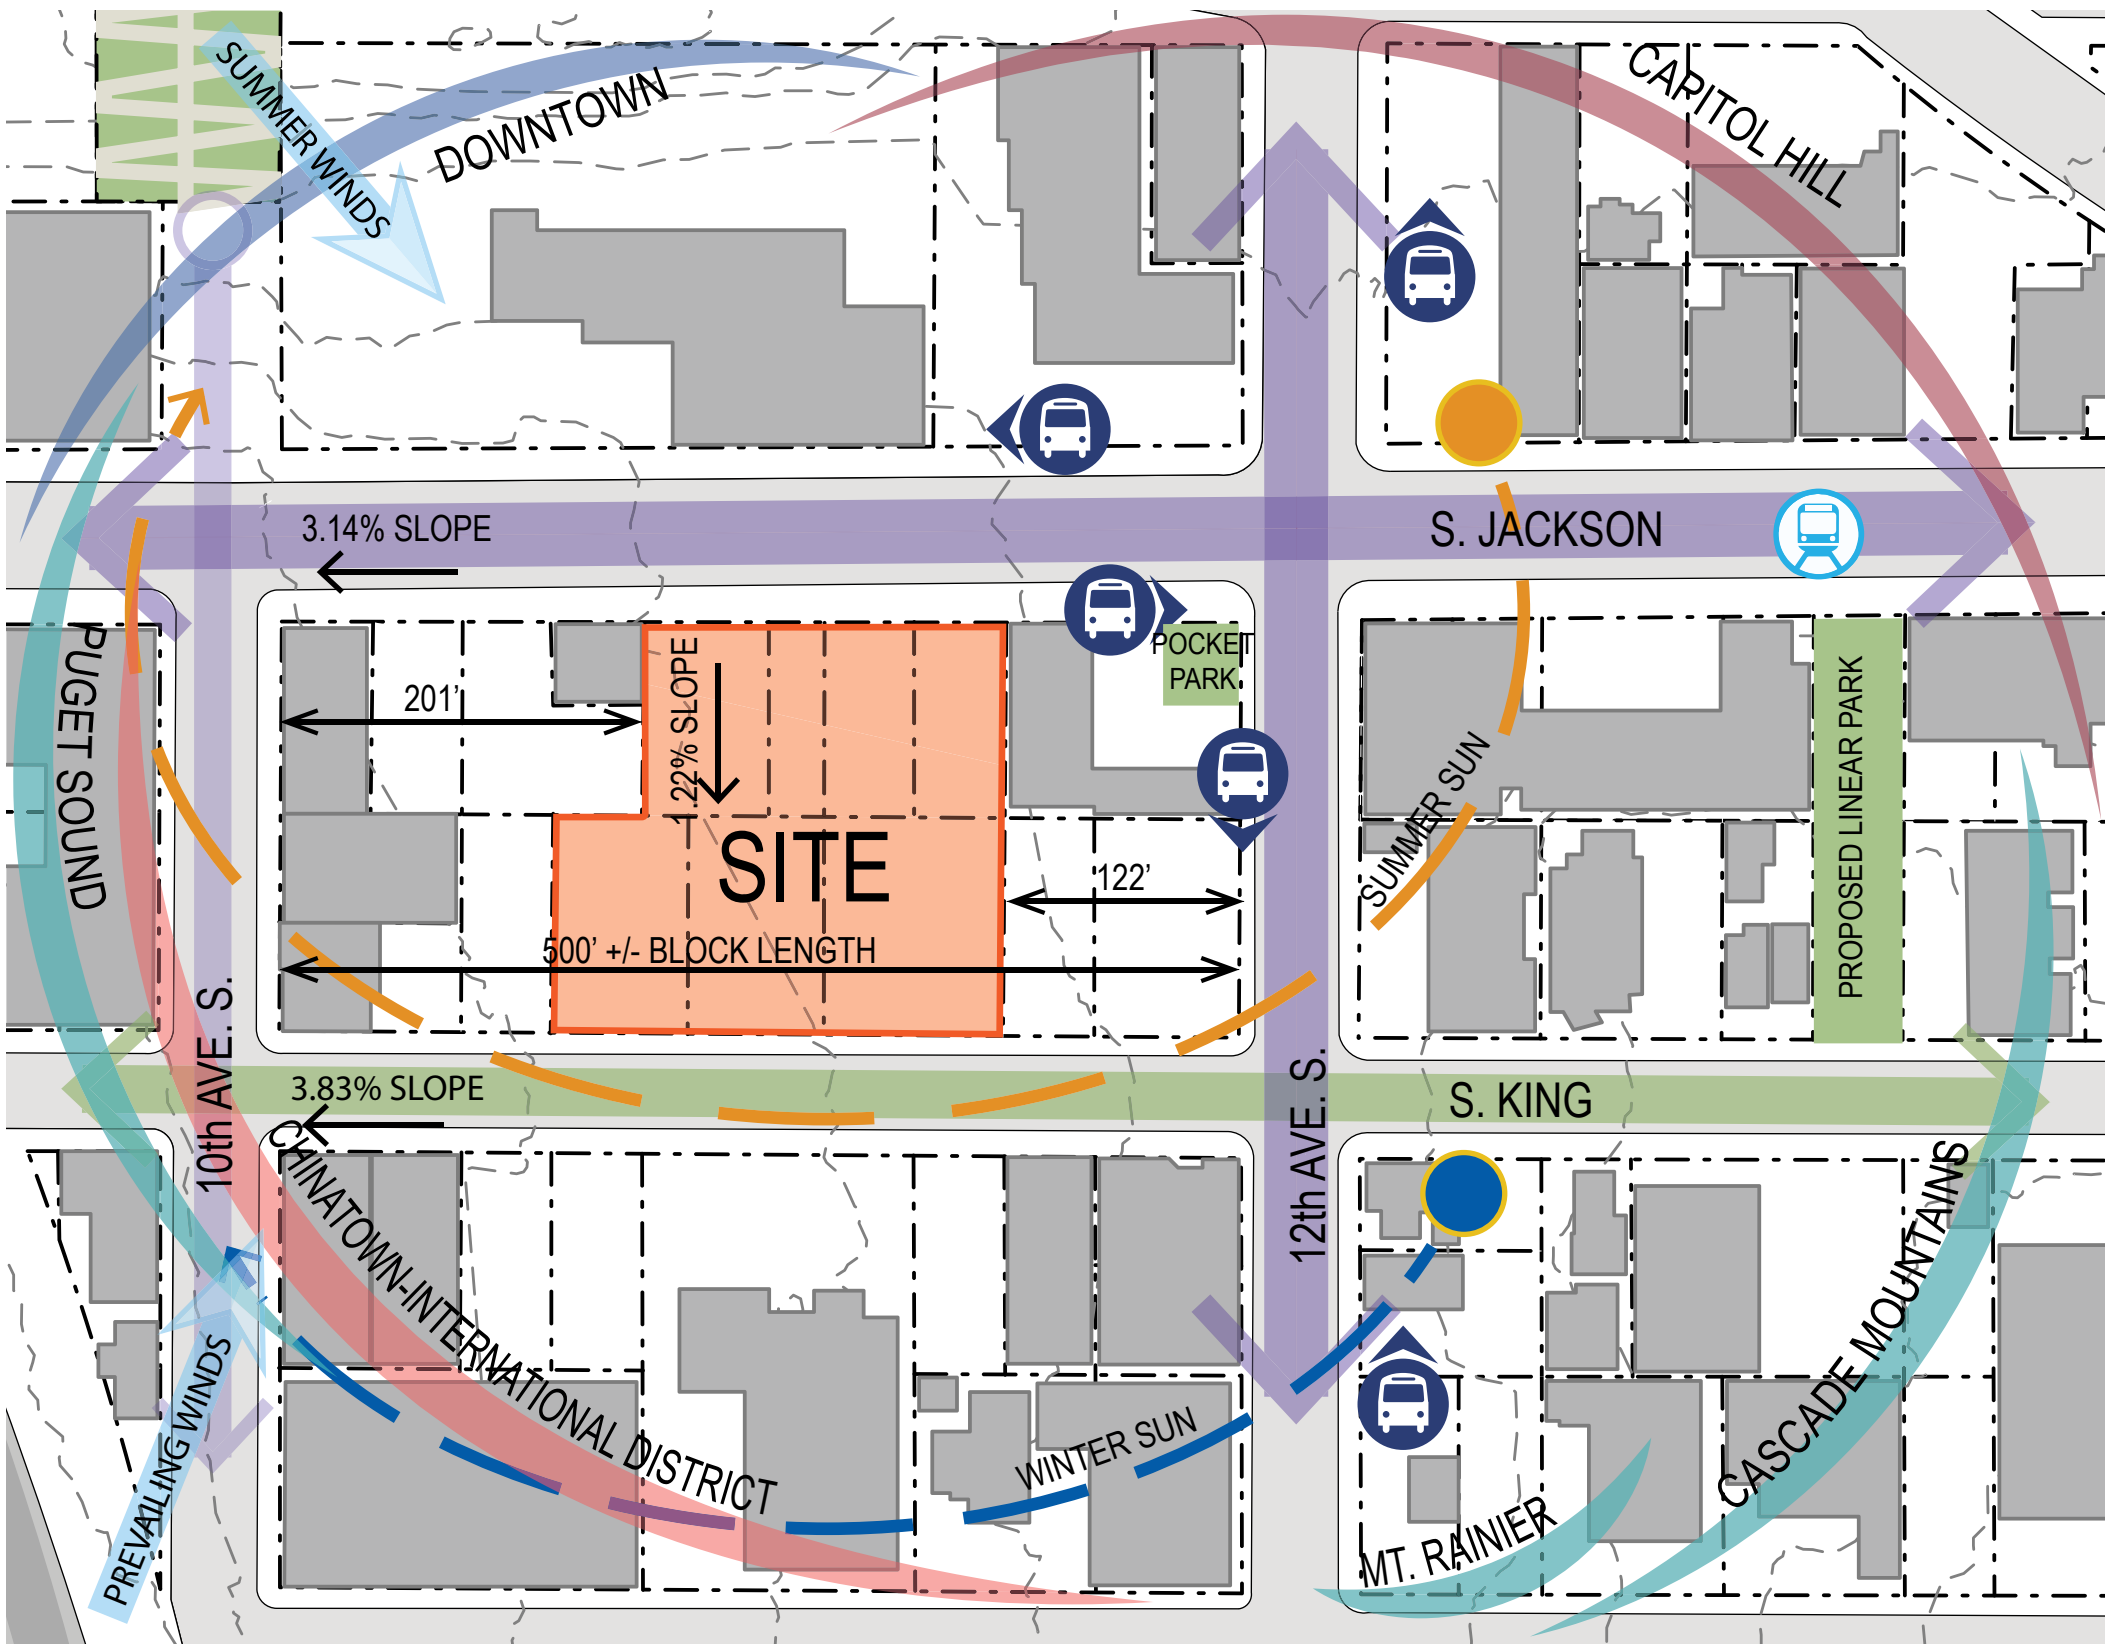 SUMMER WINDS
DOWNTOWN
CAPITOL HILL
3.14% SLOPE
S. JACKSON
PUGET SOUND
201'
1.22% SLOPE
POCKET
PARK
SITE
122'
500' +/- BLOCK LENGTH
SUMMER SUN
PROPOSED LINEAR PARK
10th AVE. S.
3.83% SLOPE
S. KING
12th AVE. S.
CHINATOWN-INTERNATIONAL DISTRICT
PREVAILING WINDS
WINTER SUN
MT. RAINIER
CASCADE MOUNTAINS